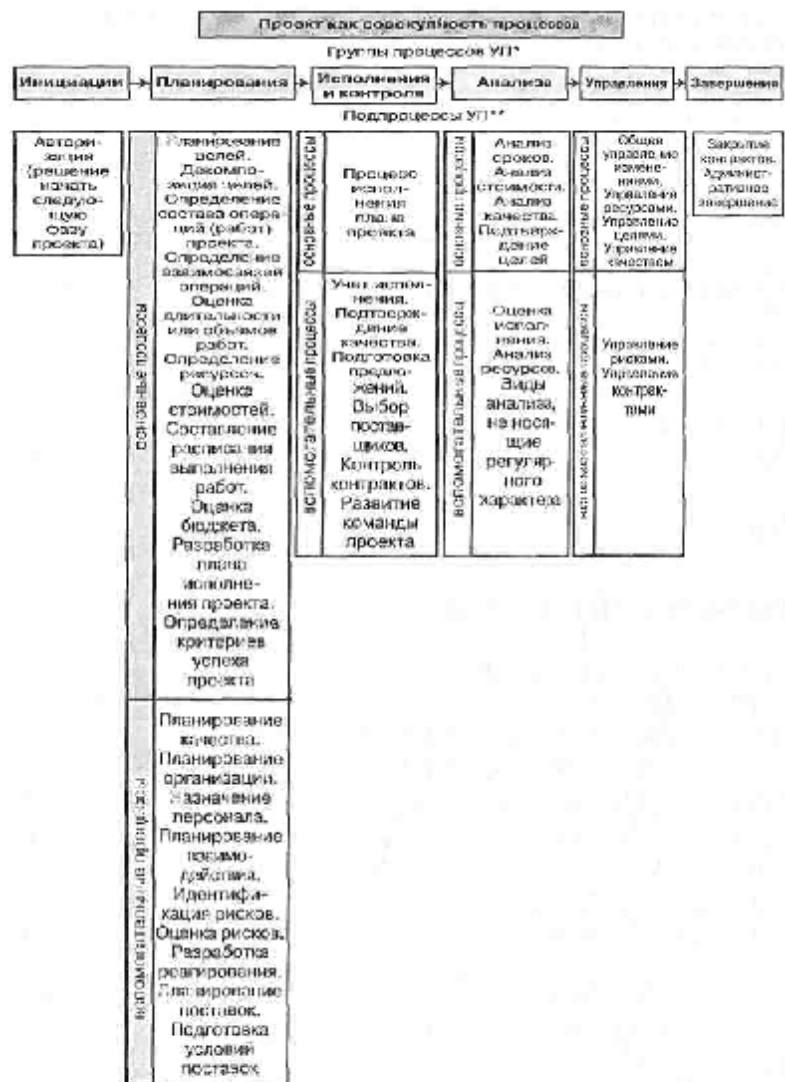 Проект как совокупность процессов
Группы процессов УП*
Инициации
Планирования
Исполнения
и контроля
Анализа
Управления
Завершения
Подпроцессы УП**
Автори-
зация
(решение
начать
следую-
щую
фазу
проекта)
основные процессы
Планирование
целей.
Декомпо-
зиция целей.
Определение
состава опера-
ций (работ)
проекта.
Определение
взаимосвязей
операций.
Оценка
длительности
или объемов
работ.
Определение
ресурсов.
Оценка
стоимостей.
Составление
расписания
выполнения
работ.
Оценка
бюджета.
Разработка
плана
исполне-
ния проекта.
Определение
критериев
успеха
проекта
вспомогательные процессы
Планирование
качества.
Планирование
организации.
Назначение
персонала.
Планирование
взаимо-
действия.
Идентифи-
кация рисков.
Оценка рисков.
Разработка
реагирования.
Планирование
поставок.
Подготовка
условий
поставок
основные процессы
Процесс
испол-
нения
плана
проекта
вспомогательные процессы
Учет испол-
нения.
Подтверж-
дение
качества.
Подготовка
предло-
жений.
Выбор
постав-
щиков.
Контроль
контрактов.
Развитие
команды
проекта
основные процессы
Анализ
сроков.
Анализ
стоимости.
Анализ
качества.
Подтверж-
дение
целей
вспомогательные процессы
Оценка
испол-
нения.
Анализ
ресурсов.
Виды
анализа,
не нося-
щие
регуляр-
ного
характера
основные процессы
Общее
управление
измене-
ниями.
Управление
ресурсами.
Управление
целями.
Управление
качеством
вспомогательные процессы
Управление
рисками.
Управление
контрак-
тами
Закрытие
контрактов.
Админист-
ративное
завершение